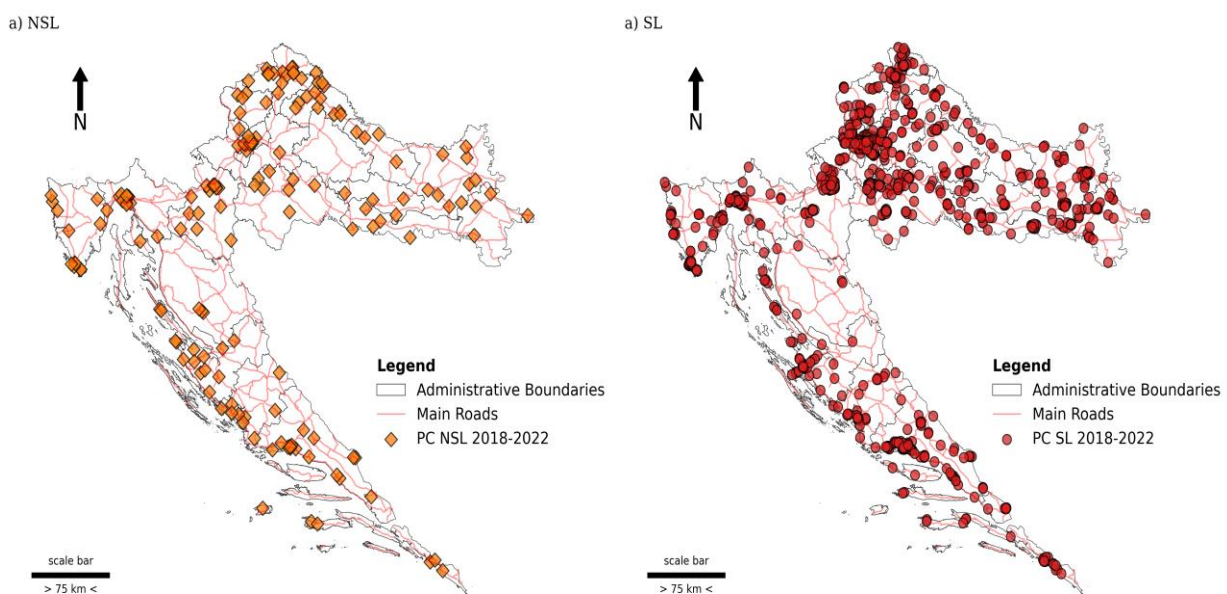 a) NSL
N
Legend
Administrative Boundaries
Main Roads
PC NSL 2018-2022
scale bar
> 75 km <
a) SL
N
Legend
Administrative Boundaries
Main Roads
PC SL 2018-2022
scale bar
> 75 km <